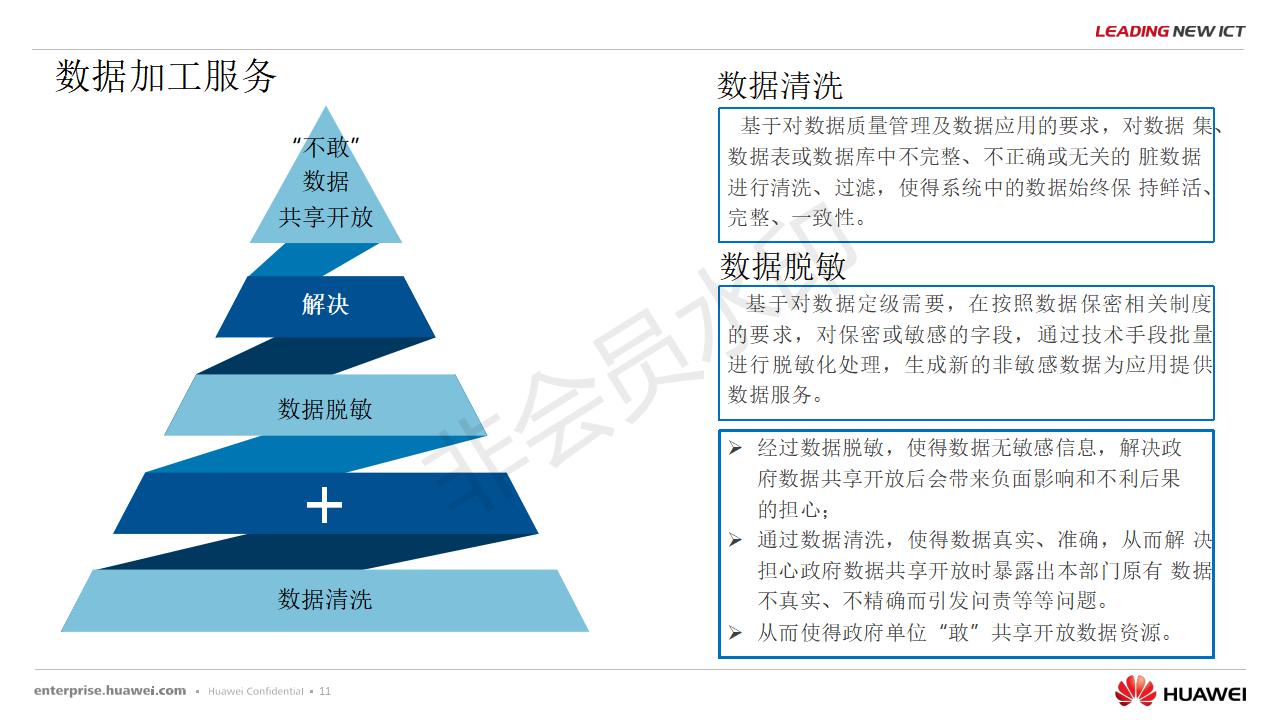 LEADING NEW ICT
数据加工服务
“不敢”
数据
共享开放
解决
数据脱敏
+
数据清洗
数据清洗
基于对数据质量管理及数据应用的要求，对数据 集、
数据表或数据库中不完整、不正确或无关的 脏数据
进行清洗、过滤，使得系统中的数据始终保 持鲜活、
完整、一致性。
数据脱敏
基于对数据定级需要，在按照数据保密相关制度
的要求，对保密或敏感的字段，通过技术手段批量
进行脱敏化处理，生成新的非敏感数据为应用提供
数据服务。
➢ 经过数据脱敏，使得数据无敏感信息，解决政
府数据共享开放后会带来负面影响和不利后果
的担心；
➢ 通过数据清洗，使得数据真实、准确，从而解 决
担心政府数据共享开放时暴露出本部门原有 数据
不真实、不精确而引发问责等等问题。
➢ 从而使得政府单位“敢”共享开放数据资源。
非会员水印
enterprise.huawei.com ▪ Huawei Confidential ▪ 11
HUAWEI